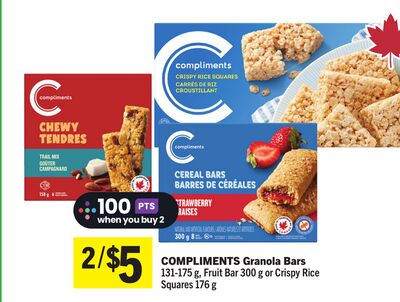 compliments
CRISPY RICE SQUARES
CARRÉS DE RIZ
CROUSTILLANT
compliments
CHEWY
TENDRES
TRAIL MIX
GOÛTER
CAMPAGNARD
compliments
CEREAL BARS
BARRES DE CÉRÉALES
STRAWBERRY
FRAISES
300 g
100 PTS
when you buy 2
2/$5
COMPLIMENTS Granola Bars
131-175 g, Fruit Bar 300 g or Crispy Rice
Squares 176 g